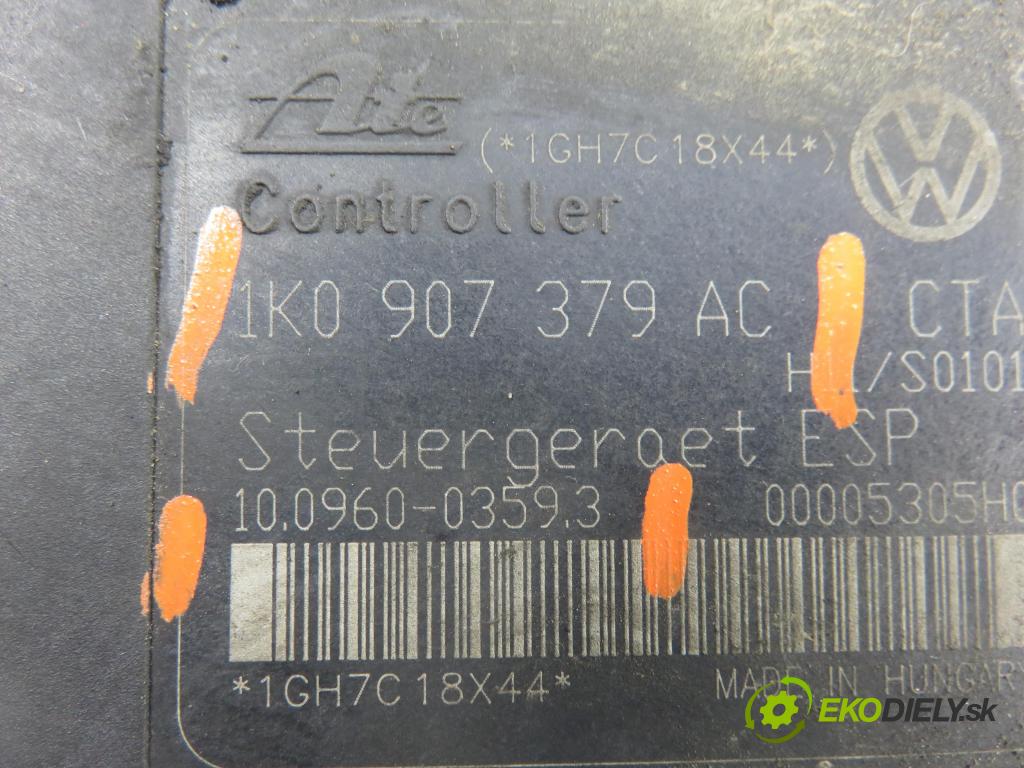 Ate
(*1GH7C18X44*)
Controller
1K0 907 379 AC CTA
/S0101
Steuergeraet ESP
10.0960-0359.3 00005305H0
*1GH7C18X44*
MADE IN HUNGARY
EKODIELY.sk